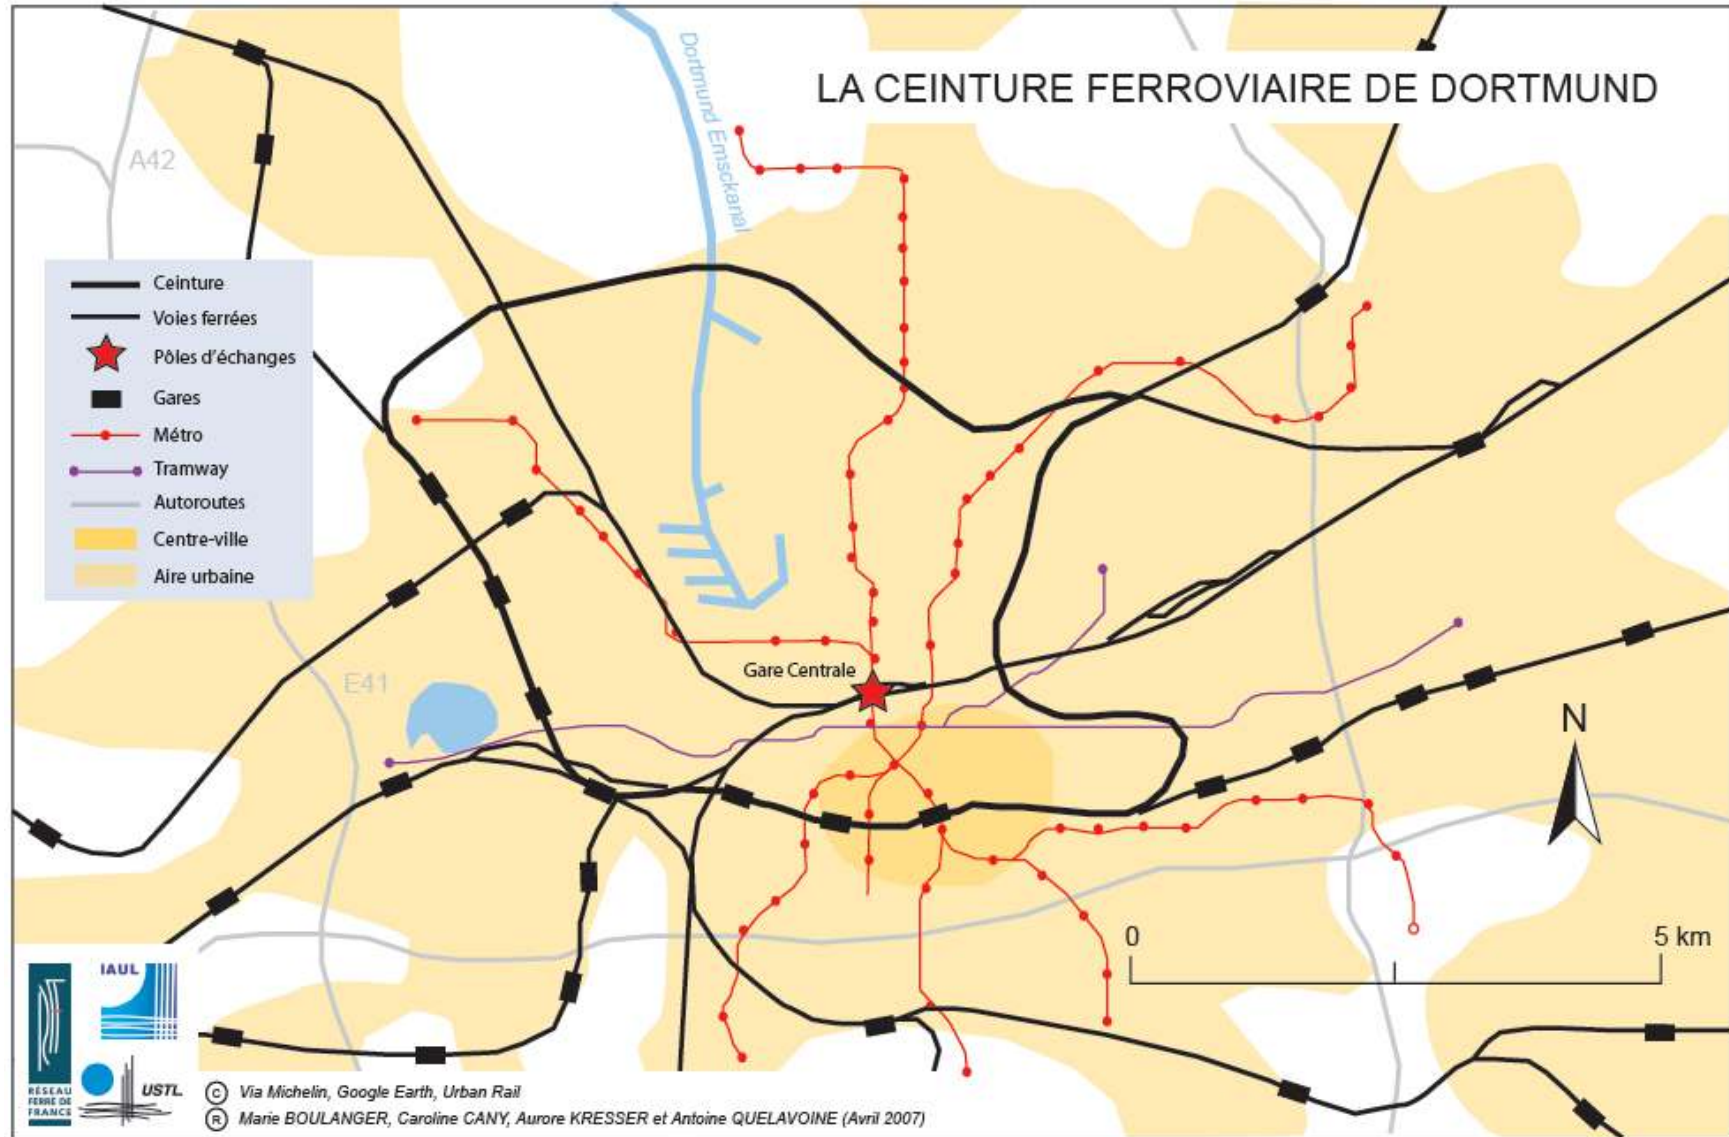 LA CEINTURE FERROVIAIRE DE DORTMUND
Dortmund Emsckanal
A42
Ceinture
Voies ferrées
Pôles d'échanges
Gares
Métro
Tramway
Autoroutes
Centre-ville
Aire urbaine
Gare Centrale
E41
N
0 5 km
IAUL
RÉSEAU
FERRÉ DE
FRANCE
USTL
C Via Michelin, Google Earth, Urban Rail
R Marie BOULANGER, Caroline CANY, Aurore KRESSER et Antoine QUELAVOINE (Avril 2007)